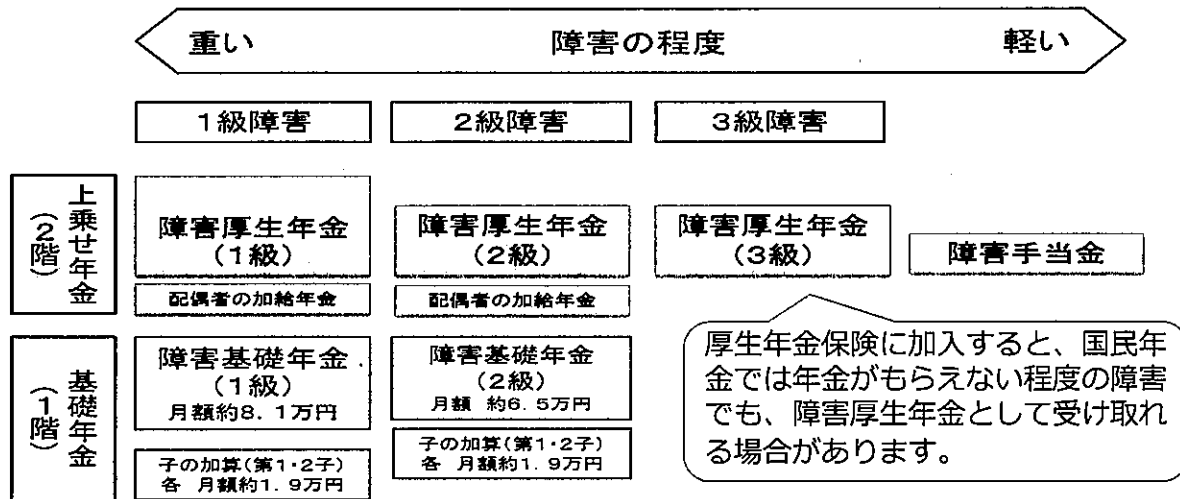 重い 障害の程度 軽い
1級障害 2級障害 3級障害
上乗せ年金
(2階)
障害厚生年金
(1級)
配偶者の加給年金
障害厚生年金
(2級)
配偶者の加給年金
障害厚生年金
(3級)
障害手当金
基礎年金
(1階)
障害基礎年金
(1級)
月額約8.1万円
子の加算(第1・2子)
各 月額約1.9万円
障害基礎年金
(2級)
月額 約6.5万円
子の加算(第1・2子)
各 月額約1.9万円
厚生年金保険に加入すると、国民年
金では年金がもらえない程度の障害
でも、障害厚生年金として受け取れ
る場合があります。